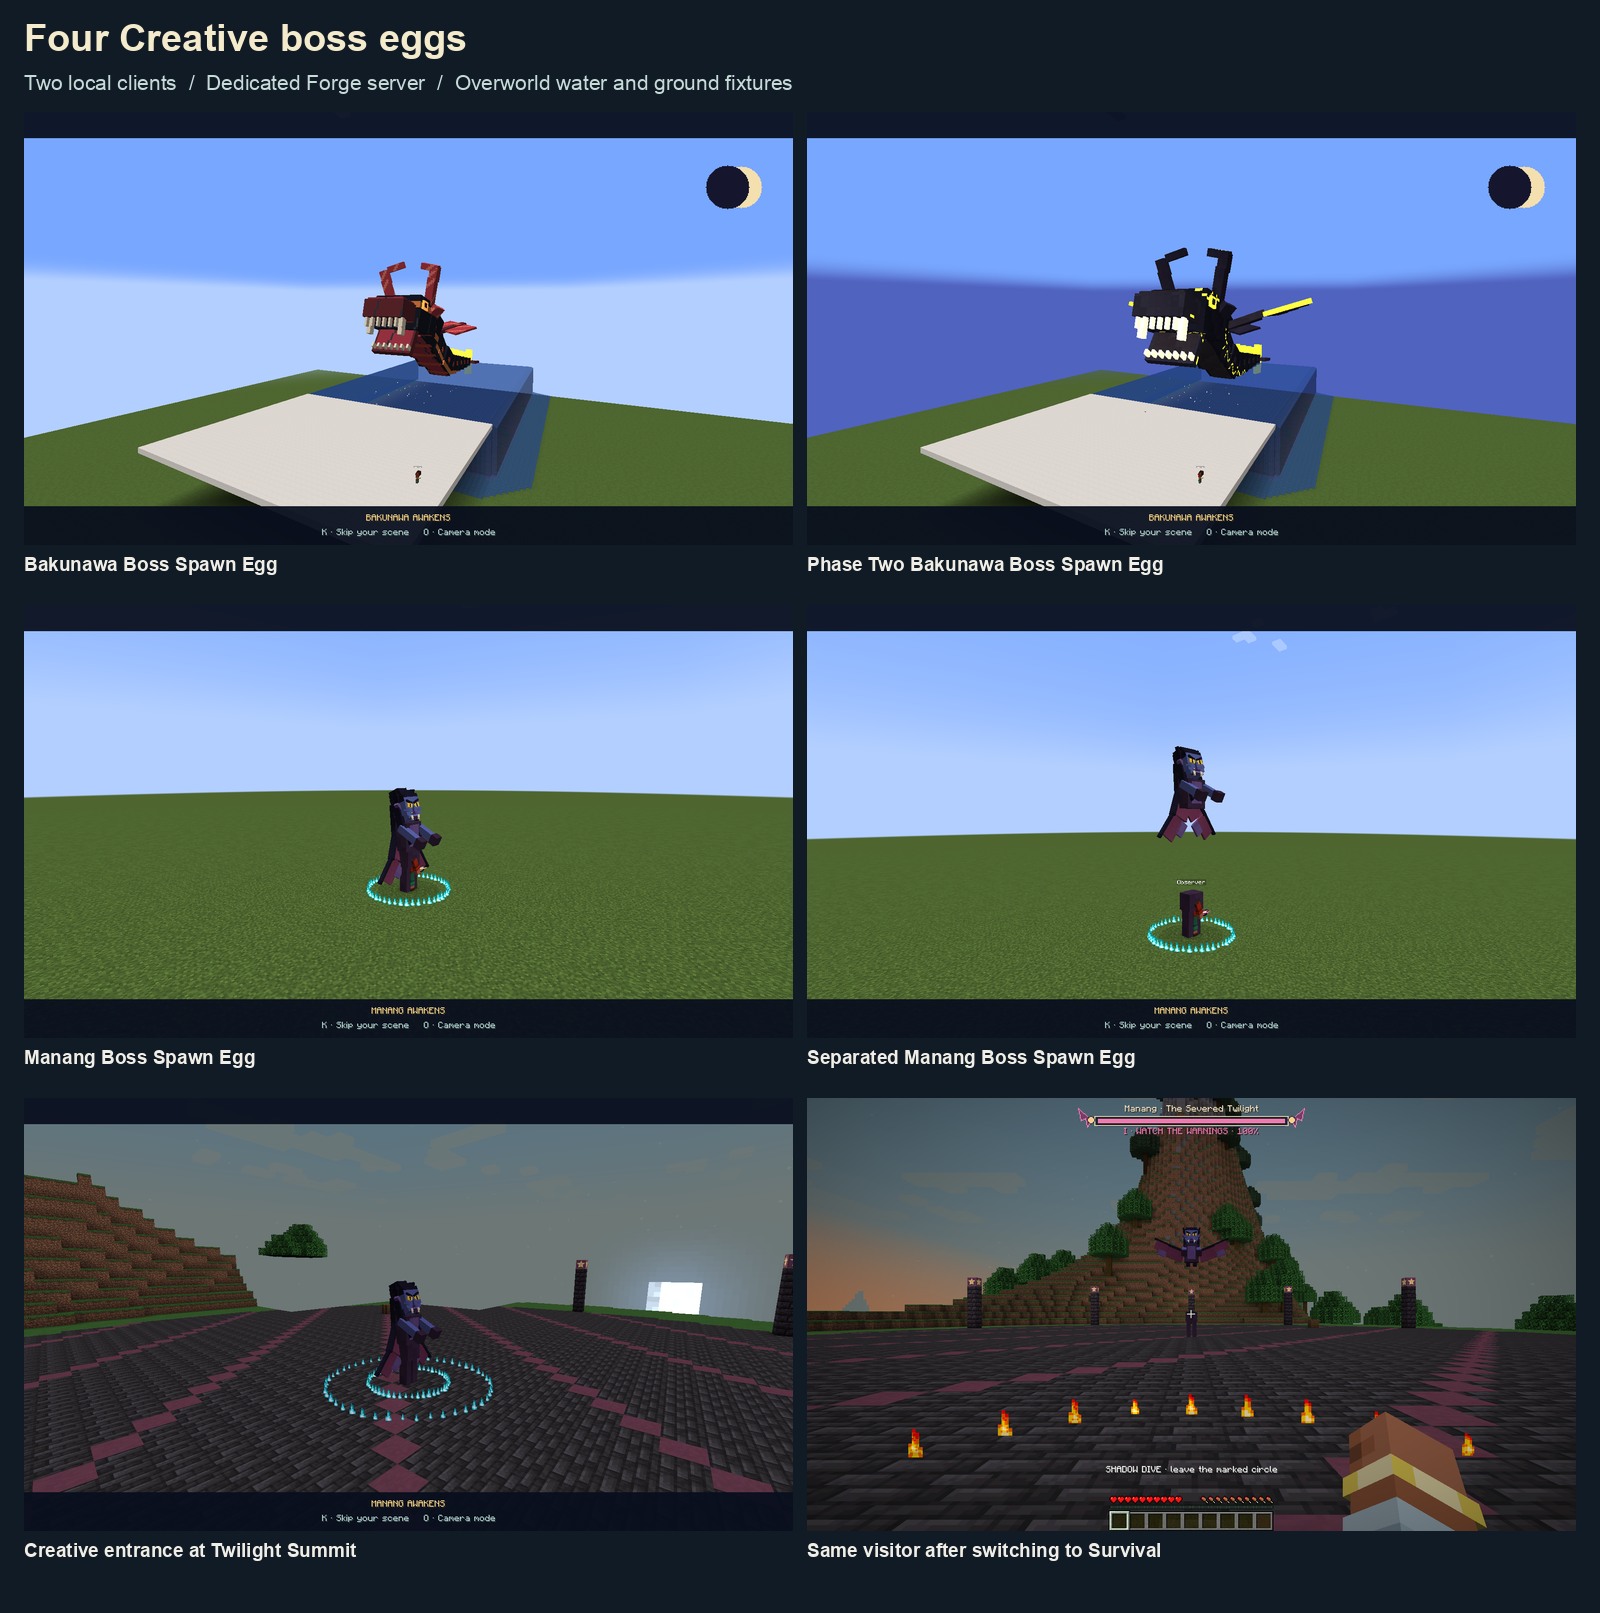 Four Creative boss eggs
Two local clients / Dedicated Forge server / Overworld water and ground fixtures
BAKUNAWA AWAKENS
K · Skip your scene O · Camera mode
BAKUNAWA AWAKENS
K · Skip your scene O · Camera mode
Bakunawa Boss Spawn Egg
Phase Two Bakunawa Boss Spawn Egg
Observer
MANANG AWAKENS
K · Skip your scene O · Camera mode
MANANG AWAKENS
K · Skip your scene O · Camera mode
Manang Boss Spawn Egg
Separated Manang Boss Spawn Egg
MANANG AWAKENS
K · Skip your scene O · Camera mode
Manang · The Severed Twilight
I · WATCH THE WARNINGS · 100%
SHADOW DIVE · leave the marked circle
Creative entrance at Twilight Summit
Same visitor after switching to Survival